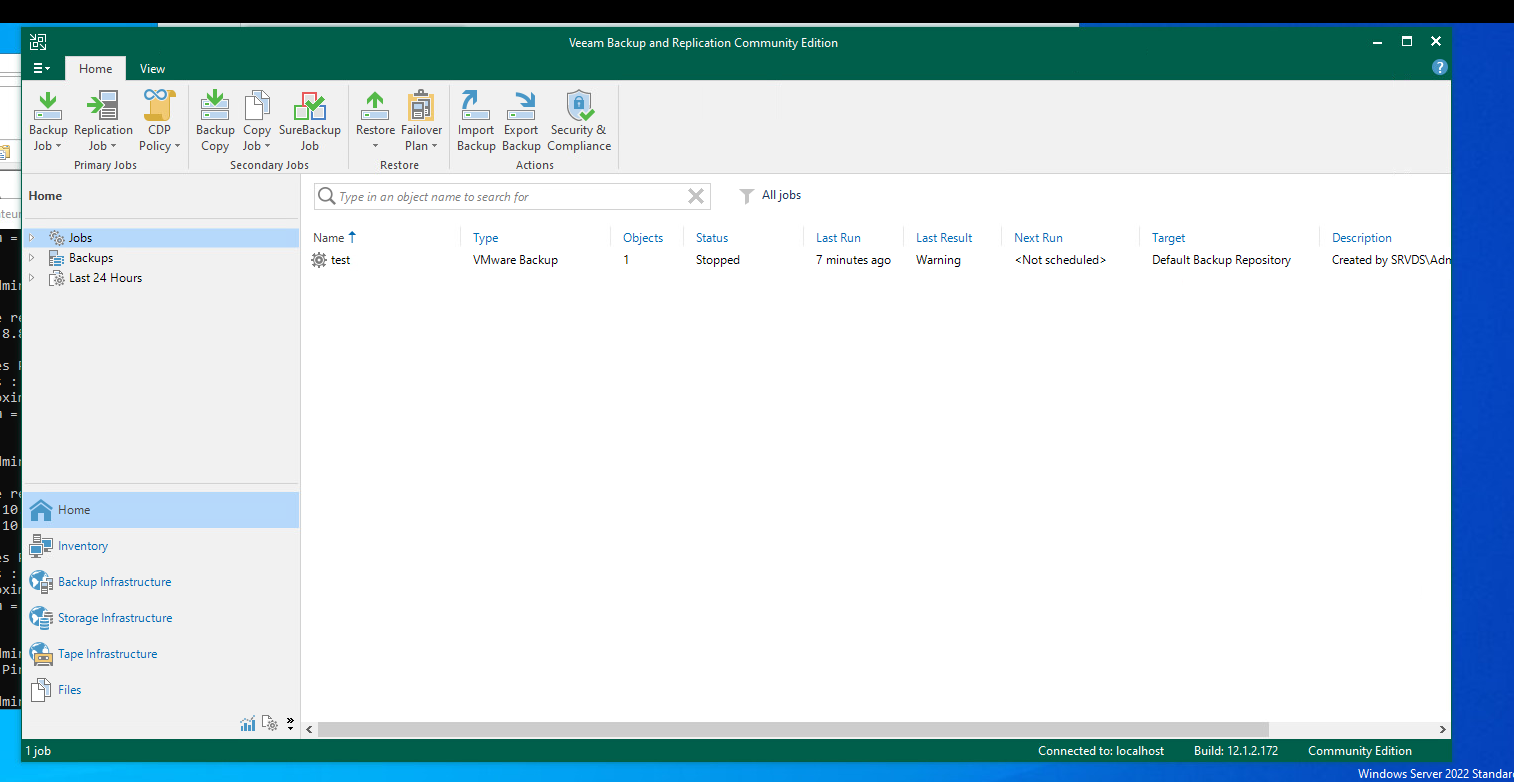 Veeam Backup and Replication Community Edition
Home View
?
Backup Job
Replication Job
CDP Policy
Primary Jobs
Backup Copy
Copy Job
SureBackup Job
Secondary Jobs
Restore
Failover Plan
Restore
Import Backup
Export Backup
Security & Compliance
Actions
Home
Type in an object name to search for
All jobs
Jobs
Backups
Last 24 Hours
Name Type Objects Status Last Run Last Result Next Run Target Description
test VMware Backup 1 Stopped 7 minutes ago Warning <Not scheduled> Default Backup Repository Created by SRVDS\Adm
Home
Inventory
Backup Infrastructure
Storage Infrastructure
Tape Infrastructure
Files
1 job
Connected to: localhost Build: 12.1.2.172 Community Edition
Windows Server 2022 Standar